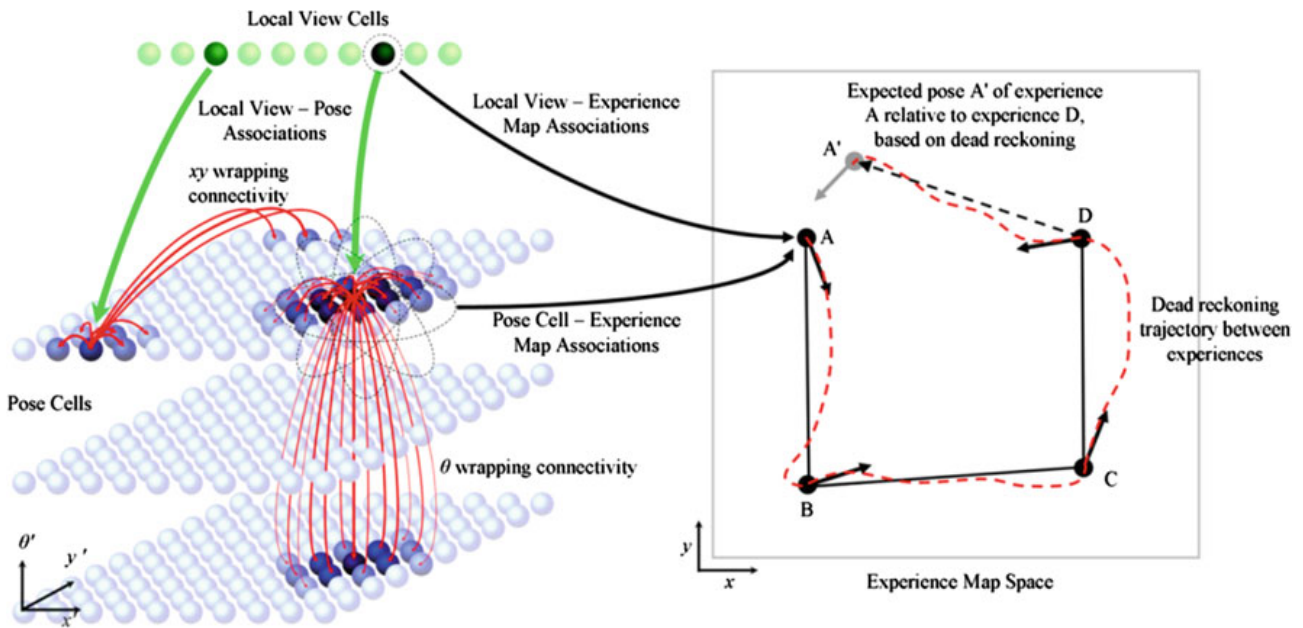 Local View Cells
Local View – Pose
Associations
Local View – Experience
Map Associations
xy wrapping
connectivity
Pose Cell – Experience
Map Associations
Pose Cells
θ wrapping connectivity
θ'
y'
x'
Expected pose A' of experience
A relative to experience D,
based on dead reckoning
A'
A
D
Dead reckoning
trajectory between
experiences
B
C
y
x
Experience Map Space